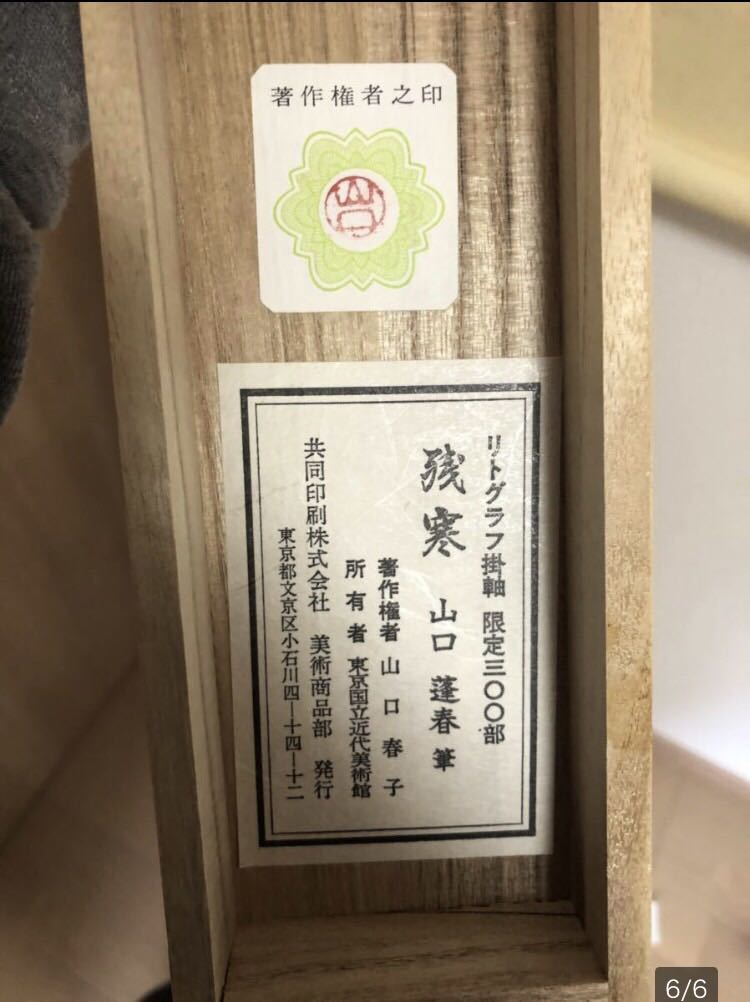 著作権者之印
山口
リトグラフ掛軸 限定三〇〇部
残寒 山口 蓬春 筆
著作権者 山口春子
所有者 東京国立近代美術館
共同印刷株式会社 美術商品部 発行
東京都文京区小石川四ー十四ー十二
6/6